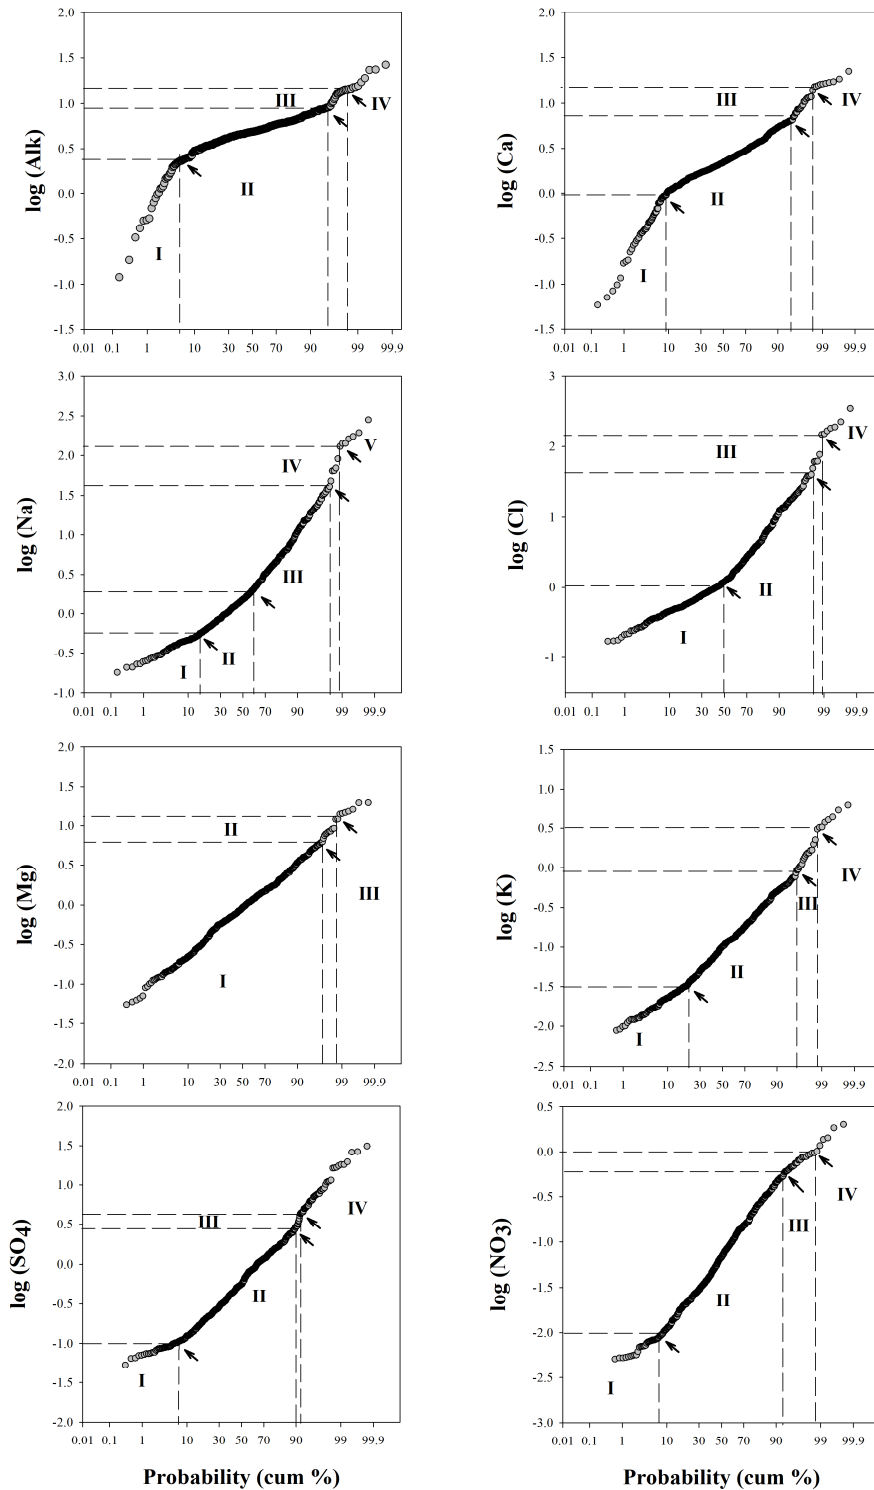 2.0
1.5
1.0
0.5
0.0
-0.5
-1.0
-1.5
log (Alk)
I
II
III
IV
0.01 0.1 1 10 30 50 70 90 99 99.9
2.0
1.5
1.0
0.5
0.0
-0.5
-1.0
-1.5
log (Ca)
I
II
III
IV
0.01 0.1 1 10 30 50 70 90 99 99.9
3.0
2.5
2.0
1.5
1.0
0.5
0.0
-0.5
-1.0
log (Na)
I
II
III
IV
V
0.01 0.1 1 10 30 50 70 90 99 99.9
3
2
1
0
-1
log (Cl)
I
II
III
IV
0.01 0.1 1 10 30 50 70 90 99 99.9
2.0
1.5
1.0
0.5
0.0
-0.5
-1.0
-1.5
-2.0
log (Mg)
I
II
III
0.01 0.1 1 10 30 50 70 90 99 99.9
1.5
1.0
0.5
0.0
-0.5
-1.0
-1.5
-2.0
-2.5
log (K)
I
II
III
IV
0.01 0.1 1 10 30 50 70 90 99 99.9
2.0
1.5
1.0
0.5
0.0
-0.5
-1.0
-1.5
-2.0
log (SO4)
I
II
III
IV
0.01 0.1 1 10 30 50 70 90 99 99.9
Probability (cum %)
0.5
0.0
-0.5
-1.0
-1.5
-2.0
-2.5
-3.0
log (NO3)
I
II
III
IV
0.01 0.1 1 10 30 50 70 90 99 99.9
Probability (cum %)